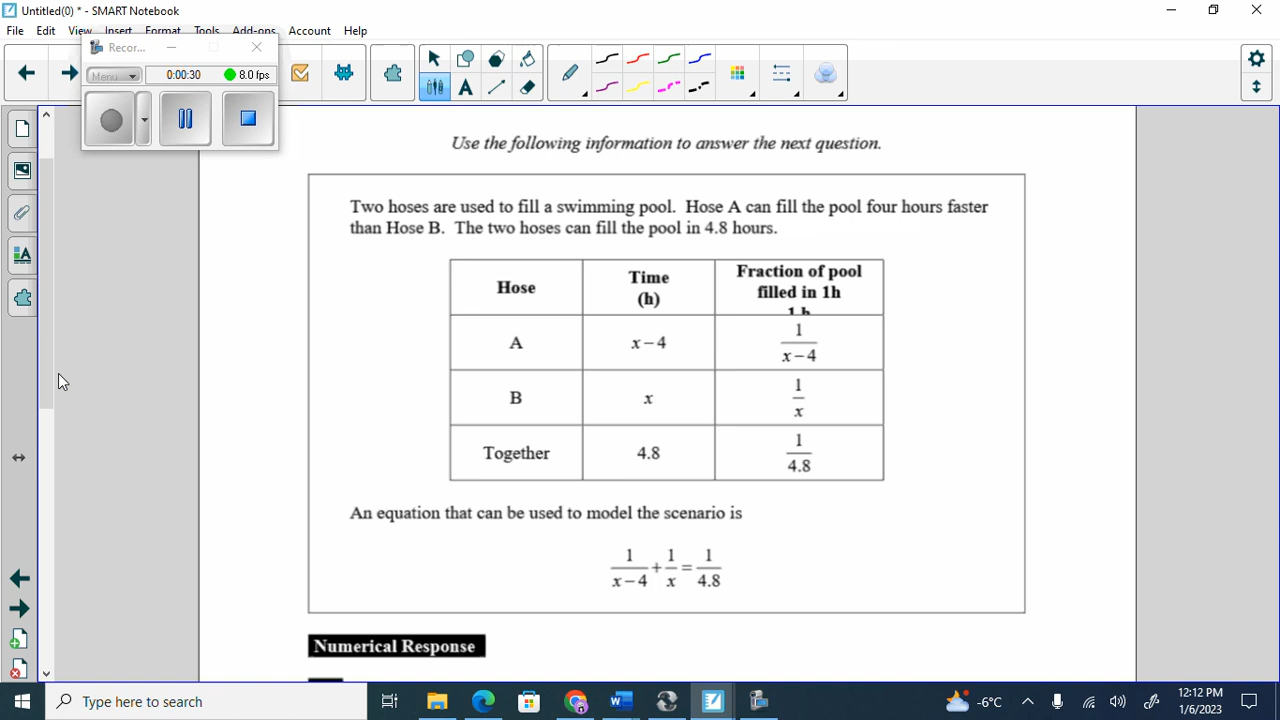 Untitled(0) * - SMART Notebook
File Edit View Insert Format Tools Add-ons Account Help
Recor...
Menu 0:00:30 8.0 fps
Use the following information to answer the next question.
Two hoses are used to fill a swimming pool. Hose A can fill the pool four hours faster
than Hose B. The two hoses can fill the pool in 4.8 hours.
Hose Time (h) Fraction of pool filled in 1h
1 h
A x – 4 1/(x – 4)
B x 1/x
Together 4.8 1/4.8
An equation that can be used to model the scenario is
1/(x – 4) + 1/x = 1/4.8
Numerical Response
Type here to search
-6°C
12:12 PM
1/6/2023